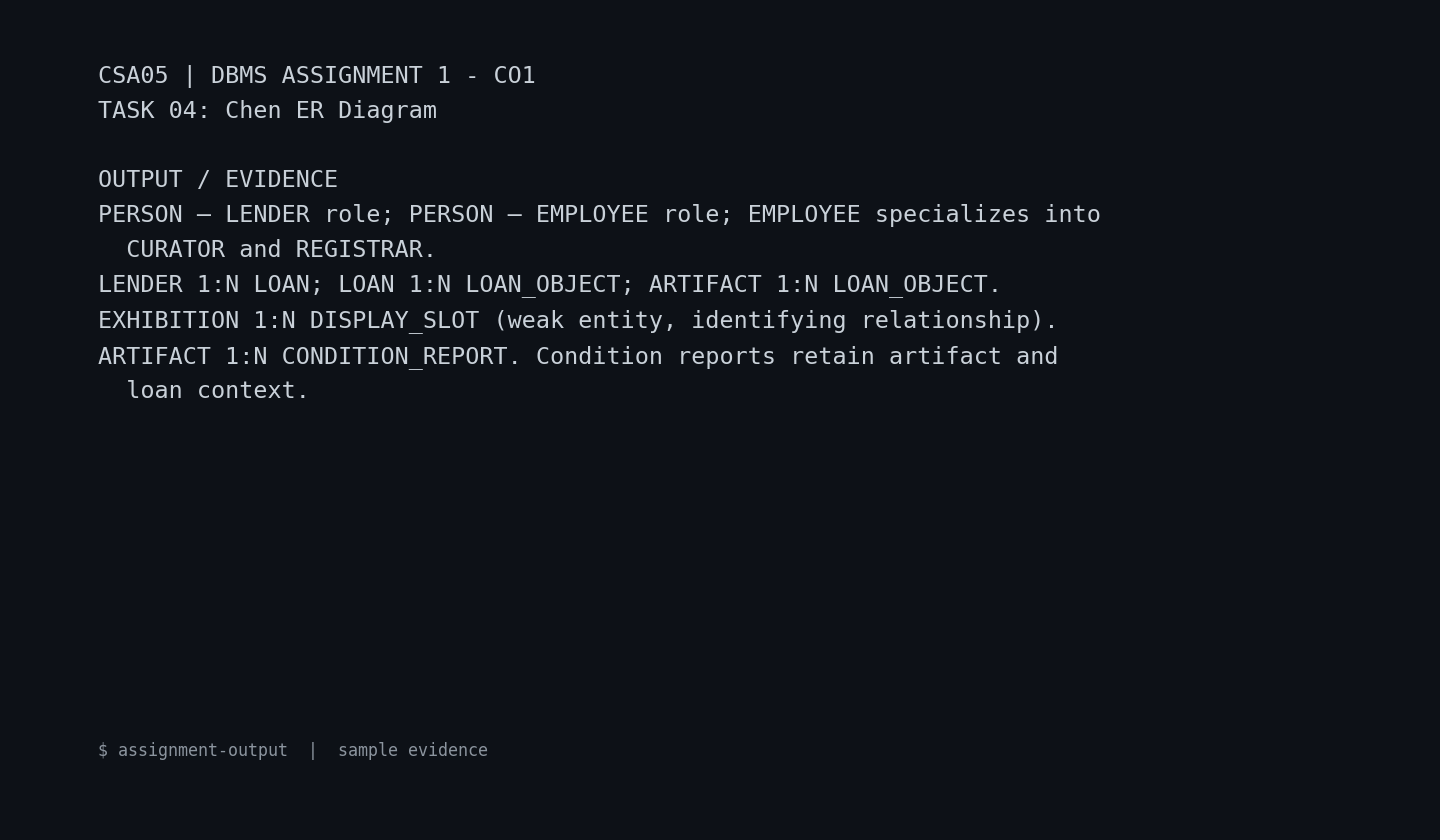 CSA05 | DBMS ASSIGNMENT 1 - CO1
TASK 04: Chen ER Diagram
OUTPUT / EVIDENCE
PERSON — LENDER role; PERSON — EMPLOYEE role; EMPLOYEE specializes into
CURATOR and REGISTRAR.
LENDER 1:N LOAN; LOAN 1:N LOAN_OBJECT; ARTIFACT 1:N LOAN_OBJECT.
EXHIBITION 1:N DISPLAY_SLOT (weak entity, identifying relationship).
ARTIFACT 1:N CONDITION_REPORT. Condition reports retain artifact and
loan context.
$ assignment-output | sample evidence